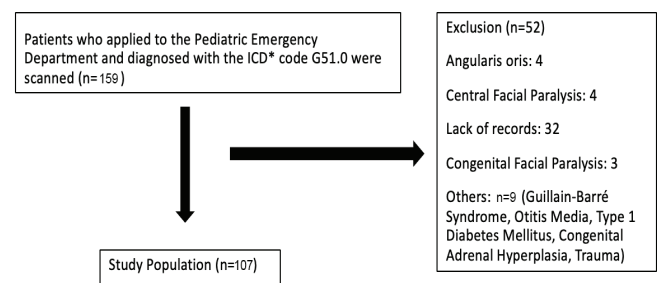 Patients who applied to the Pediatric Emergency
Department and diagnosed with the ICD* code G51.0 were
scanned (n=159)
Exclusion (n=52)
Angularis oris: 4
Central Facial Paralysis: 4
Lack of records: 32
Congenital Facial Paralysis: 3
Others: n=9 (Guillain-Barré
Syndrome, Otitis Media, Type 1
Diabetes Mellitus, Congenital
Adrenal Hyperplasia, Trauma)
Study Population (n=107)